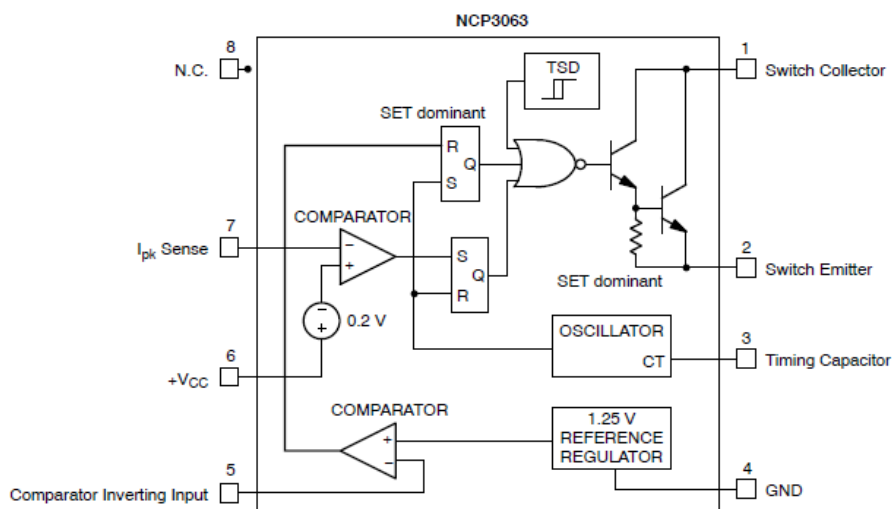 NCP3063
8
N.C.
1
Switch Collector
TSD
SET dominant
R
Q
S
COMPARATOR
7
Ipk Sense
−
+
S
Q
R
2
Switch Emitter
SET dominant
−
+
0.2 V
OSCILLATOR
CT
3
Timing Capacitor
6
+VCC
COMPARATOR
+
−
1.25 V
REFERENCE
REGULATOR
5
Comparator Inverting Input
4
GND